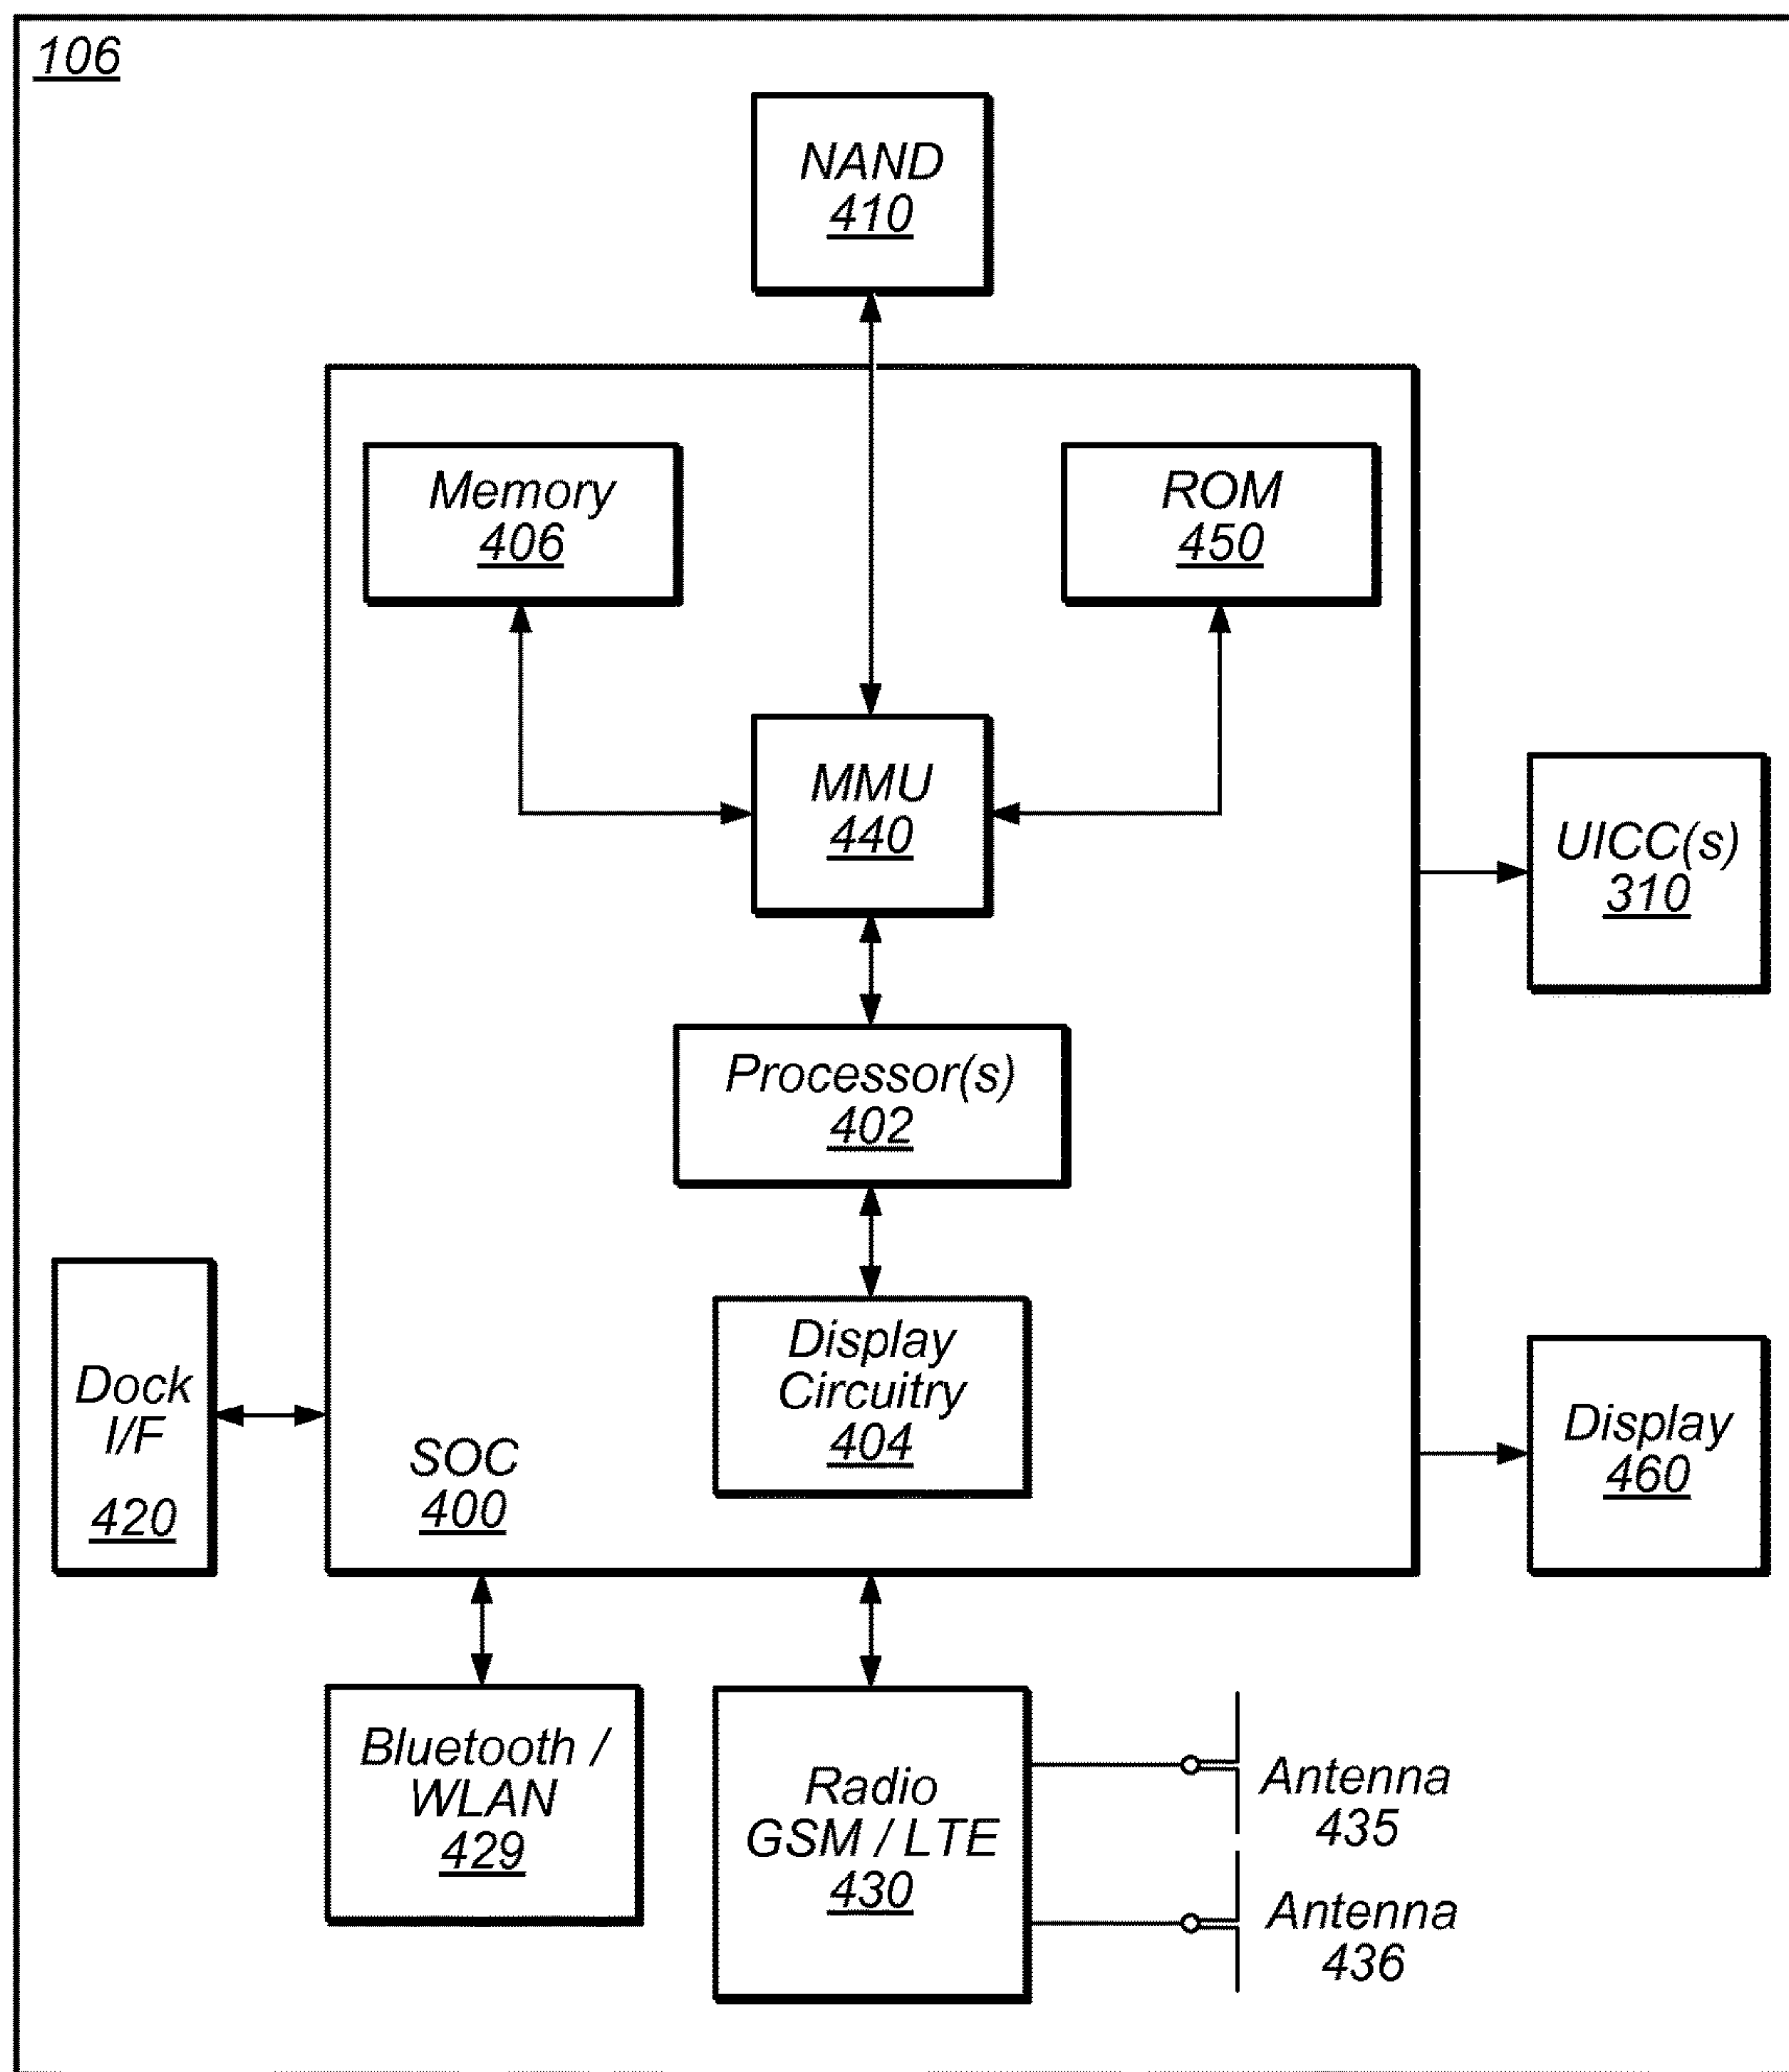 106
NAND
410
Memory
406
ROM
450
MMU
440
UICC(s)
310
Processor(s)
402
Display
Circuitry
404
Dock
I/F
420
SOC
400
Display
460
Bluetooth /
WLAN
429
Radio
GSM / LTE
430
Antenna
435
Antenna
436